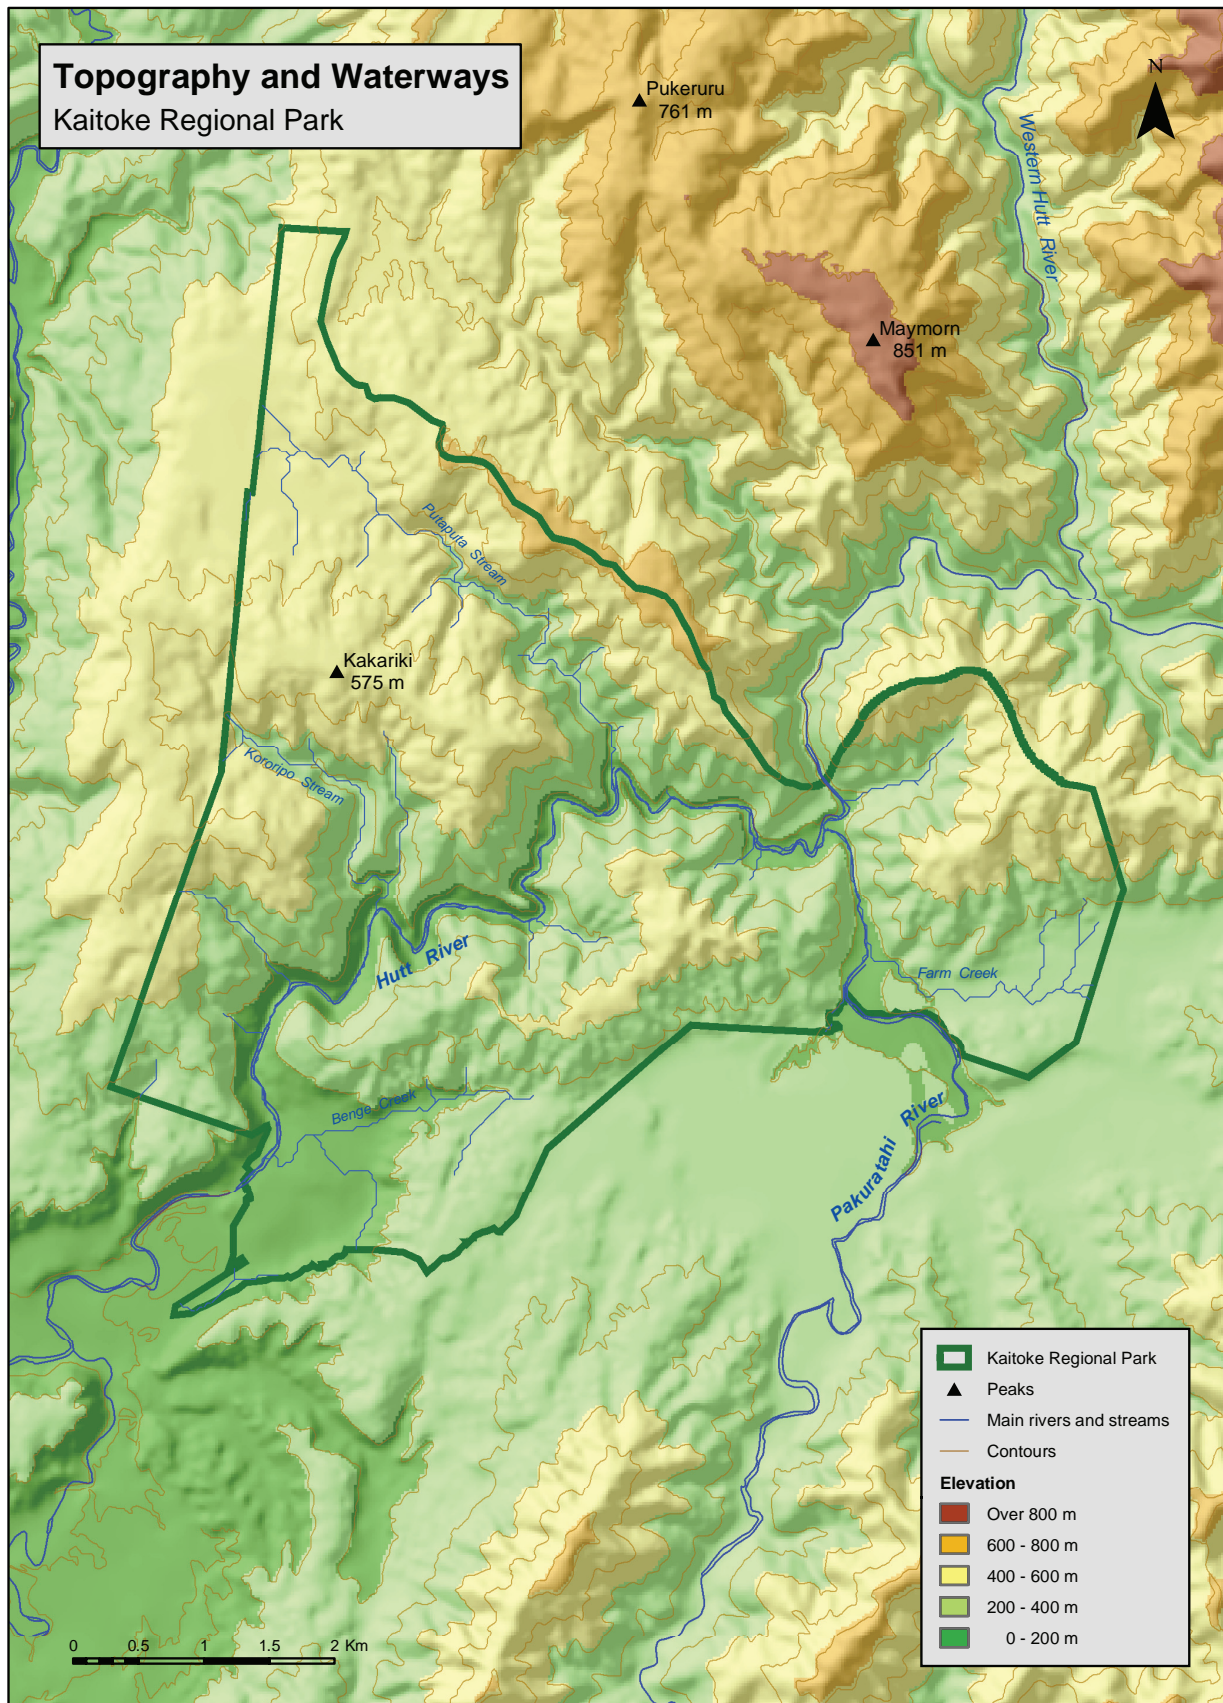 Topography and Waterways
Kaitoke Regional Park
Pukeruru
761 m
N
Western Hutt River
Maymorn
851 m
Putaputa Stream
Kakariki
575 m
Kororipo Stream
Hutt River
Farm Creek
Benge Creek
Pakuratahi River
Kaitoke Regional Park
Peaks
Main rivers and streams
Contours
Elevation
Over 800 m
600 - 800 m
400 - 600 m
200 - 400 m
0 - 200 m
0 0.5 1 1.5 2 Km